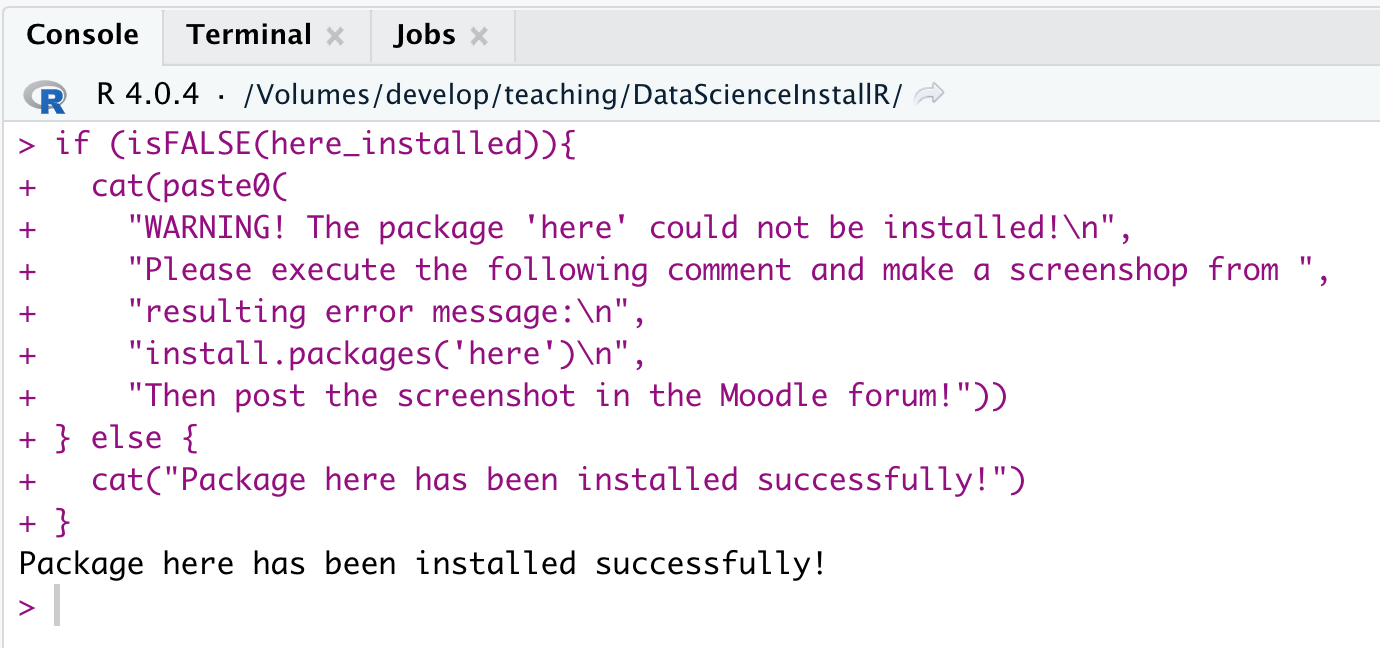 Console Terminal × Jobs ×
R R 4.0.4 · /Volumes/develop/teaching/DataScienceInstallR/
> if (isFALSE(here_installed)){
+   cat(paste0(
+     "WARNING! The package 'here' could not be installed!\n",
+     "Please execute the following comment and make a screenshop from ",
+     "resulting error message:\n",
+     "install.packages('here')\n",
+     "Then post the screenshot in the Moodle forum!"))
+ } else {
+   cat("Package here has been installed successfully!")
+ }
Package here has been installed successfully!
>